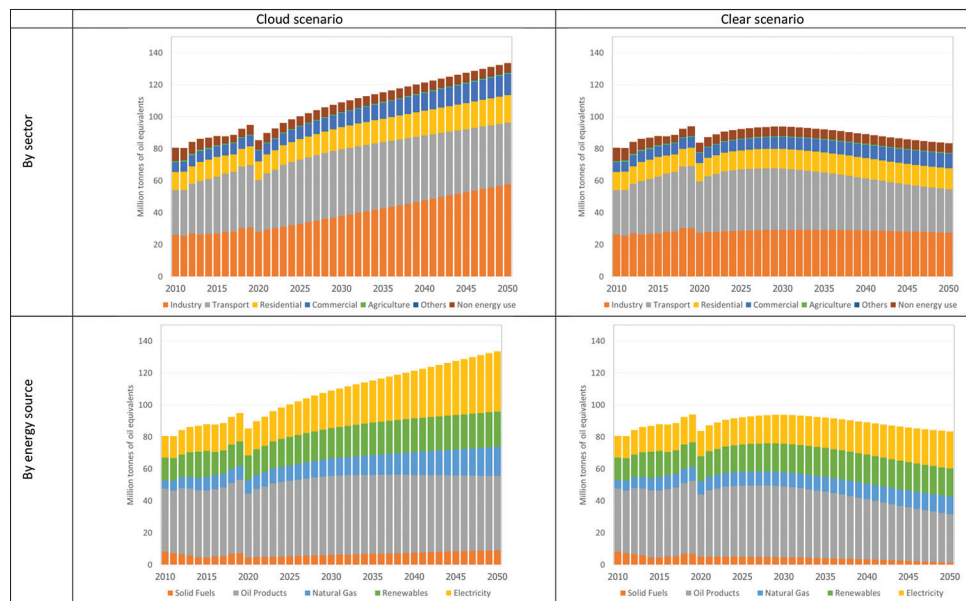 Cloud scenario
Clear scenario
By sector
Million tonnes of oil equivalents
140
120
100
80
60
40
20
0
2010 2015 2020 2025 2030 2035 2040 2045 2050
Industry Transport Residential Commercial Agriculture Others Non energy use
Million tonnes of oil equivalents
140
120
100
80
60
40
20
0
2010 2015 2020 2025 2030 2035 2040 2045 2050
Industry Transport Residential Commercial Agriculture Others Non energy use
By energy source
Million tonnes of oil equivalents
140
120
100
80
60
40
20
0
2010 2015 2020 2025 2030 2035 2040 2045 2050
Solid Fuels Oil Products Natural Gas Renewables Electricity
Million tonnes of oil equivalents
140
120
100
80
60
40
20
0
2010 2015 2020 2025 2030 2035 2040 2045 2050
Solid Fuels Oil Products Natural Gas Renewables Electricity